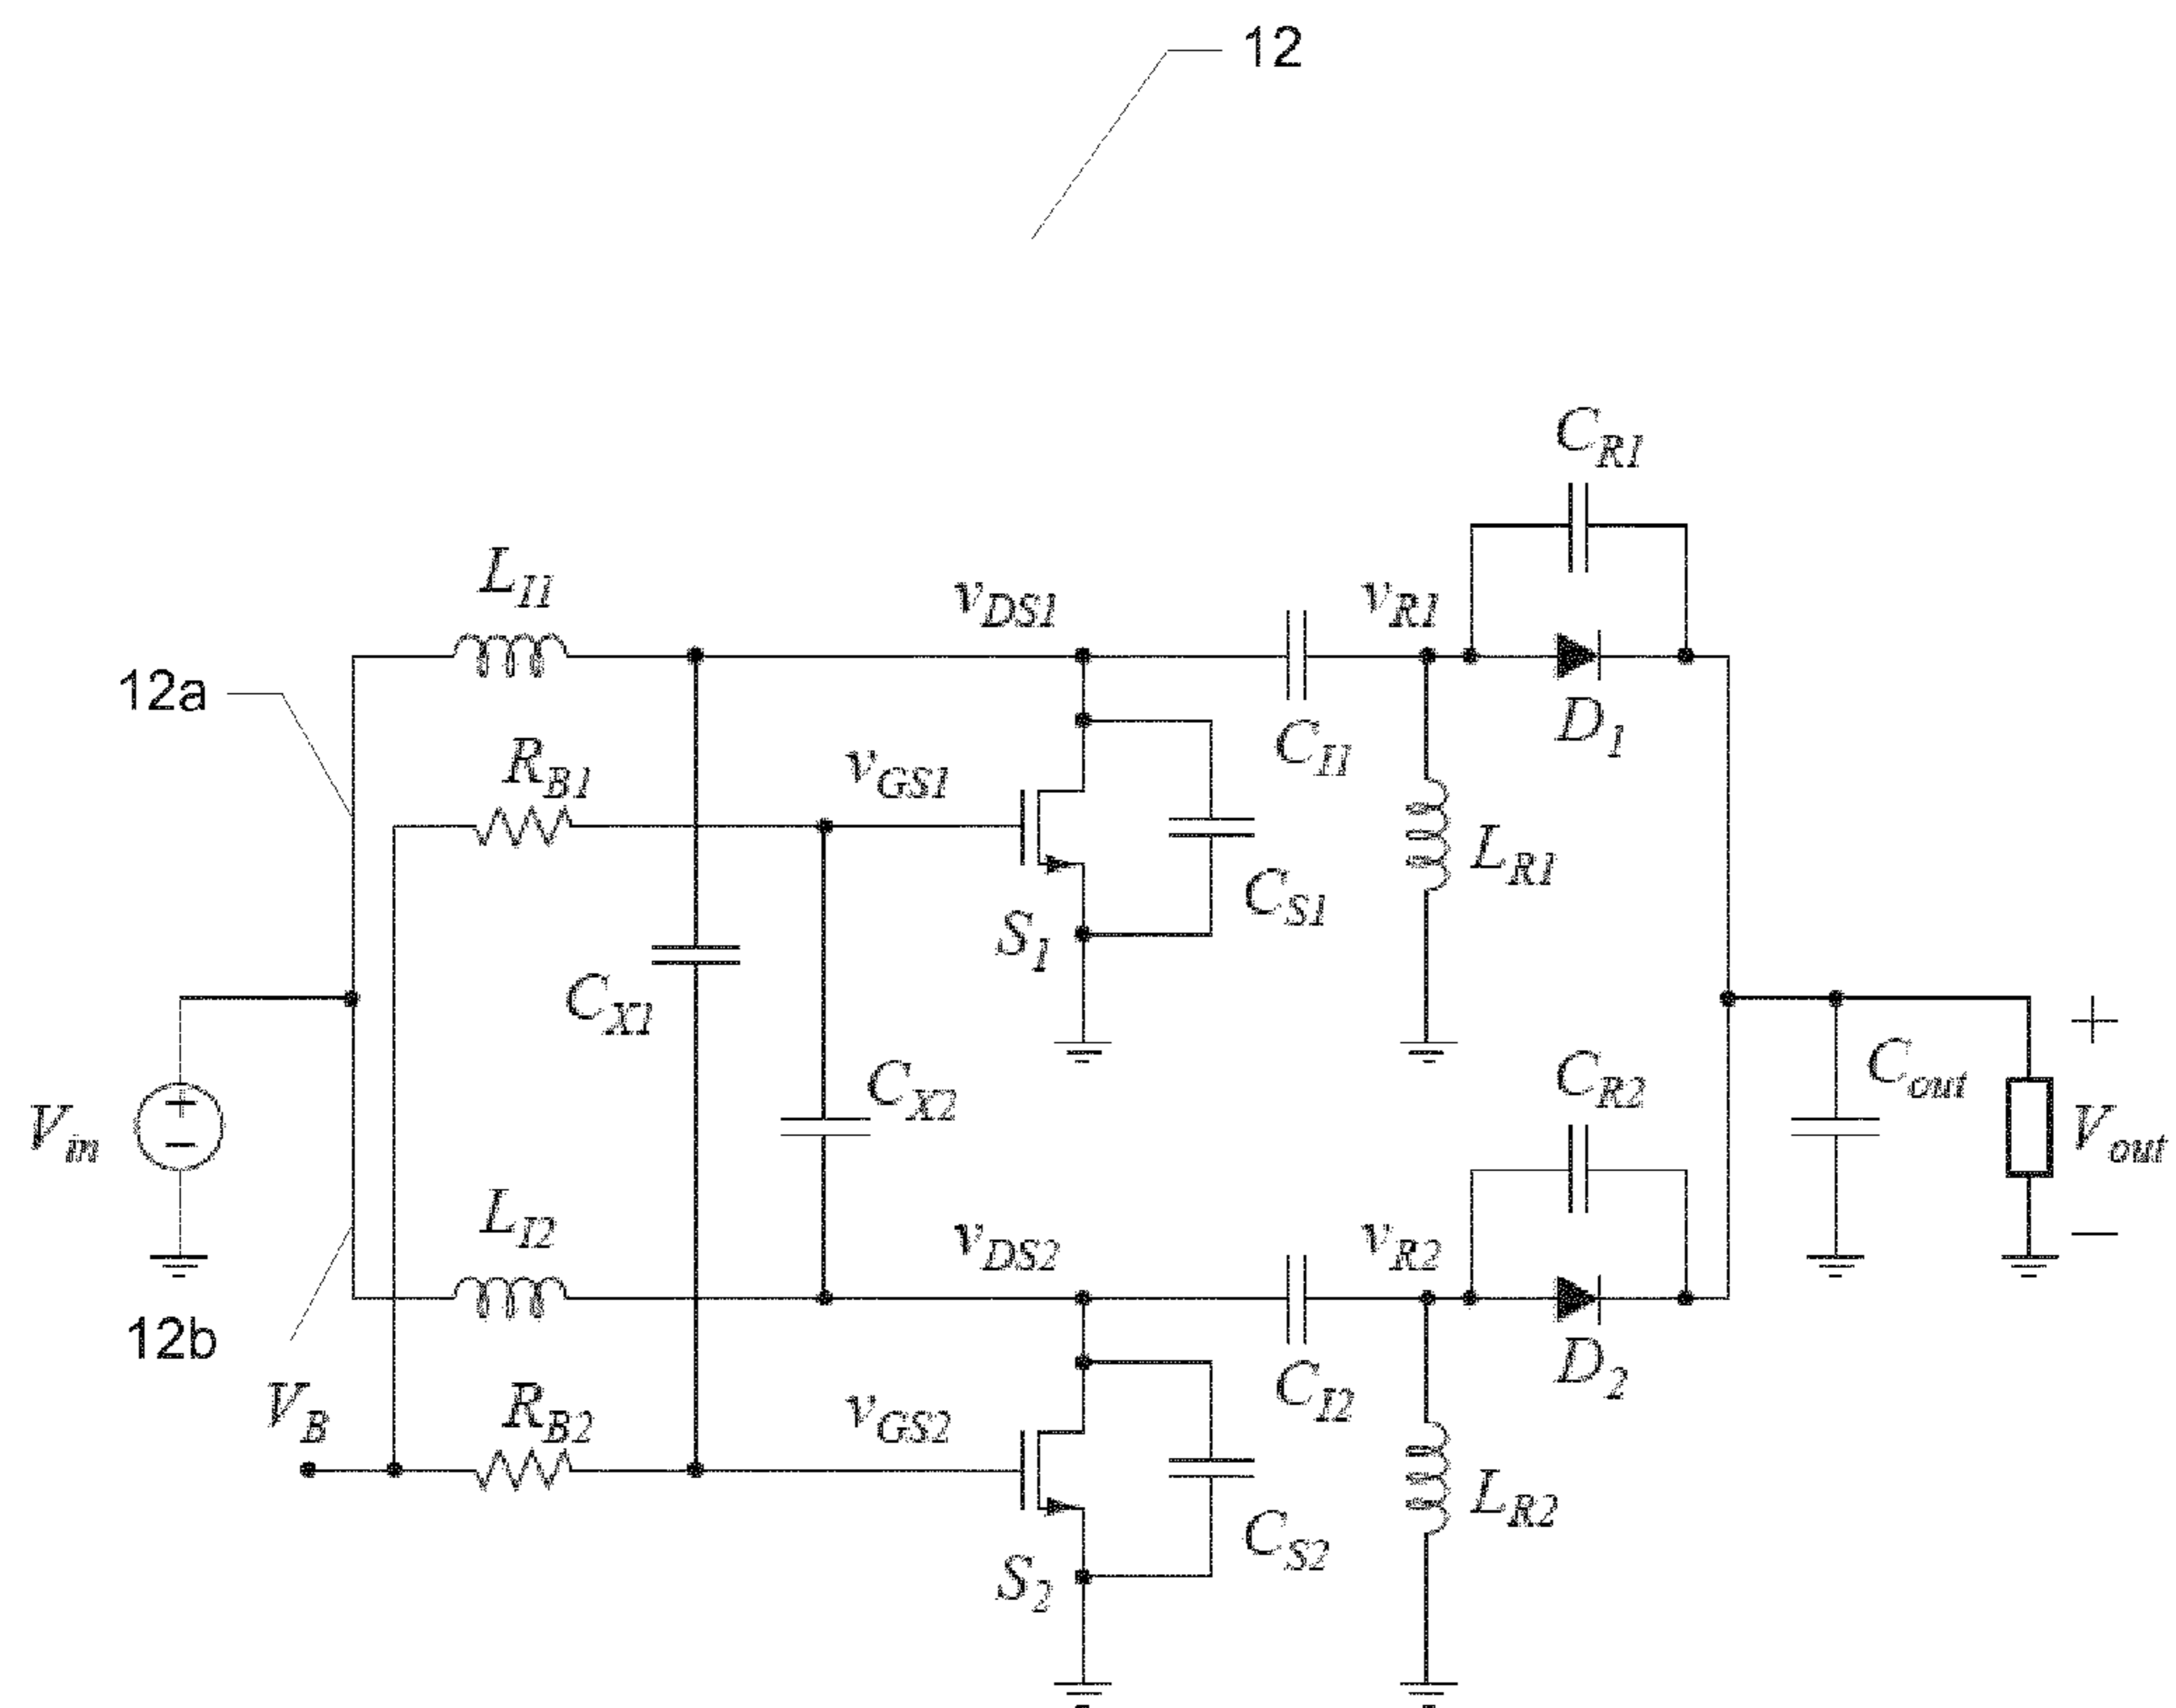 12
C_R1
L_I1
v_DS1
v_R1
12a
R_B1
v_GS1
C_I1
D_1
L_R1
C_S1
S_1
C_X1
C_X2
C_R2
C_out
+
V_in
+
−
V_out
−
L_I2
v_DS2
v_R2
12b
V_B
R_B2
v_GS2
C_I2
D_2
L_R2
C_S2
S_2